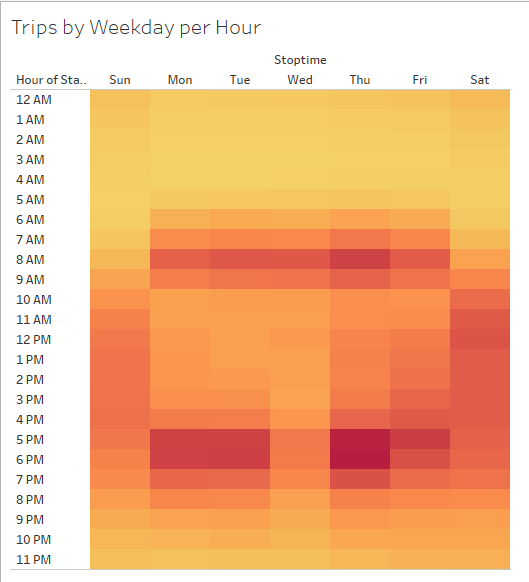 Trips by Weekday per Hour
Stoptime
Hour of Sta.. Sun Mon Tue Wed Thu Fri Sat
12 AM
1 AM
2 AM
3 AM
4 AM
5 AM
6 AM
7 AM
8 AM
9 AM
10 AM
11 AM
12 PM
1 PM
2 PM
3 PM
4 PM
5 PM
6 PM
7 PM
8 PM
9 PM
10 PM
11 PM